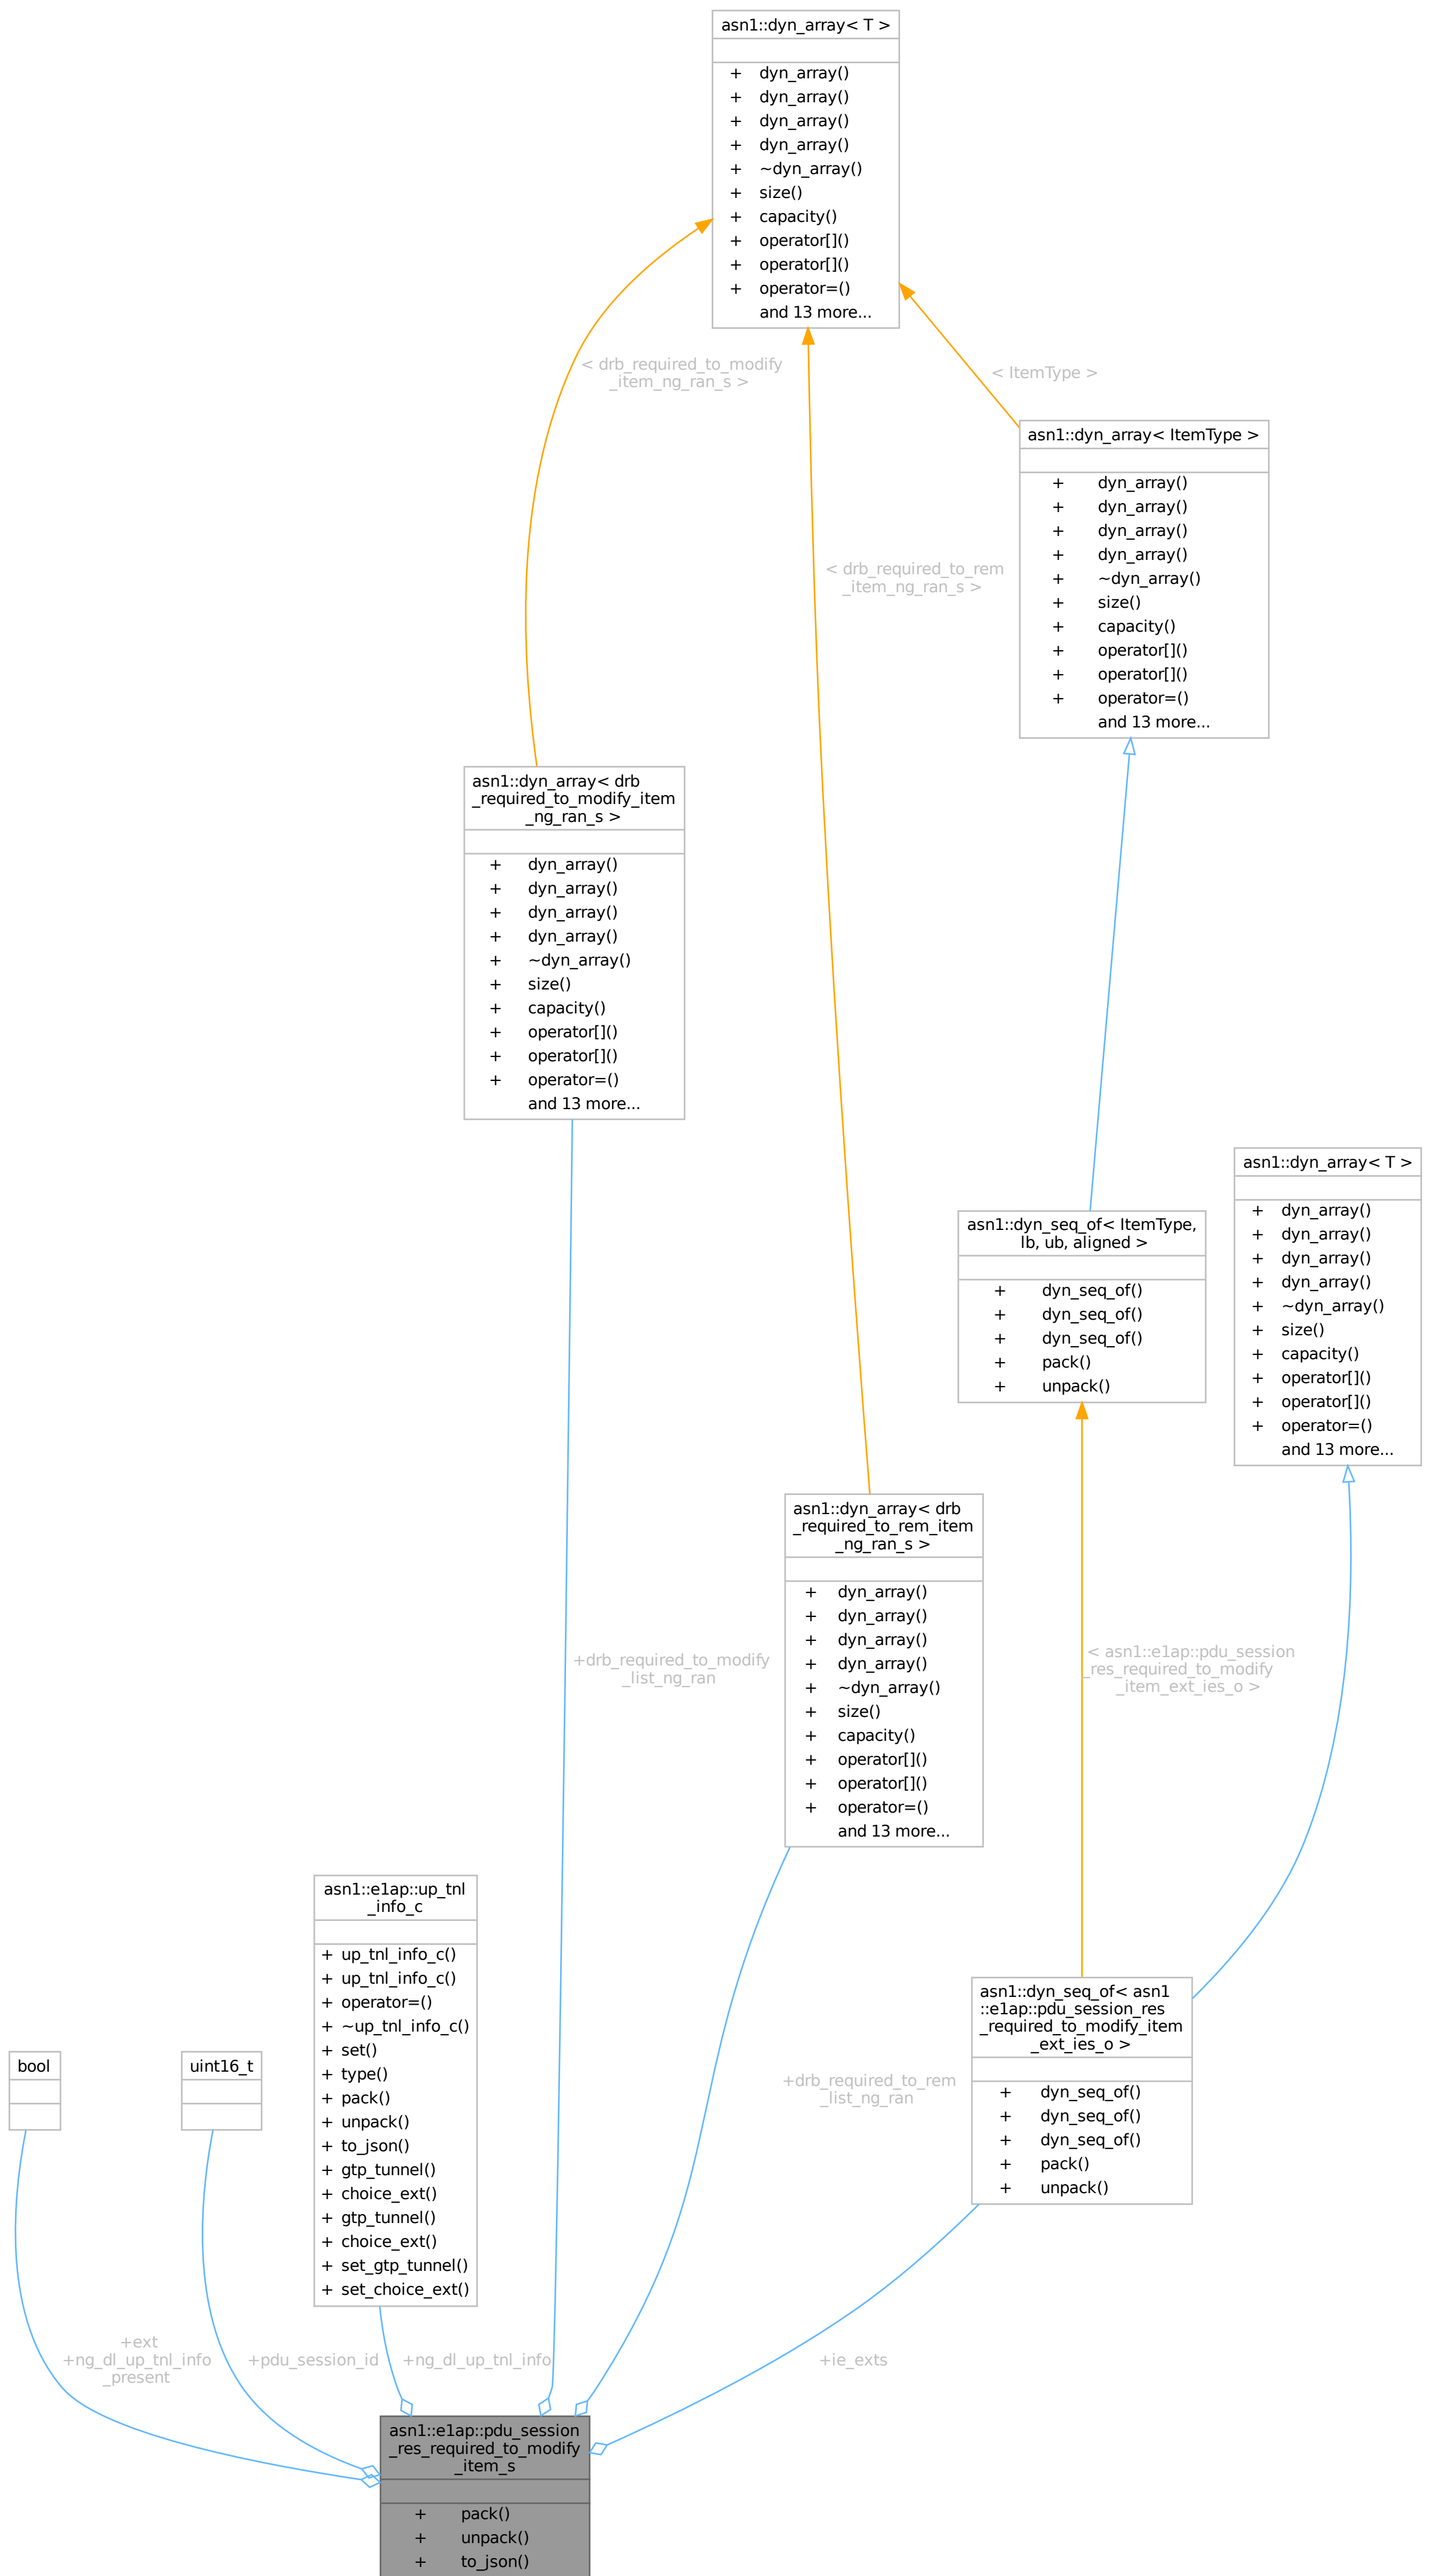 asn1::dyn_array< T >
+ dyn_array()
+ dyn_array()
+ dyn_array()
+ dyn_array()
+ ~dyn_array()
+ size()
+ capacity()
+ operator[]()
+ operator[]()
+ operator=()
and 13 more...
< drb_required_to_modify
_item_ng_ran_s >
< ItemType >
asn1::dyn_array< ItemType >
+ dyn_array()
+ dyn_array()
+ dyn_array()
+ dyn_array()
+ ~dyn_array()
+ size()
+ capacity()
+ operator[]()
+ operator[]()
+ operator=()
and 13 more...
< drb_required_to_rem
_item_ng_ran_s >
asn1::dyn_array< drb
_required_to_modify_item
_ng_ran_s >
+ dyn_array()
+ dyn_array()
+ dyn_array()
+ dyn_array()
+ ~dyn_array()
+ size()
+ capacity()
+ operator[]()
+ operator[]()
+ operator=()
and 13 more...
asn1::dyn_seq_of< ItemType,
lb, ub, aligned >
+ dyn_seq_of()
+ dyn_seq_of()
+ dyn_seq_of()
+ pack()
+ unpack()
asn1::dyn_array< T >
+ dyn_array()
+ dyn_array()
+ dyn_array()
+ dyn_array()
+ ~dyn_array()
+ size()
+ capacity()
+ operator[]()
+ operator[]()
+ operator=()
and 13 more...
asn1::dyn_array< drb
_required_to_rem_item
_ng_ran_s >
+ dyn_array()
+ dyn_array()
+ dyn_array()
+ dyn_array()
+ ~dyn_array()
+ size()
+ capacity()
+ operator[]()
+ operator[]()
+ operator=()
and 13 more...
+drb_required_to_modify
_list_ng_ran
< asn1::e1ap::pdu_session
_res_required_to_modify
_item_ext_ies_o >
asn1::e1ap::up_tnl
_info_c
+ up_tnl_info_c()
+ up_tnl_info_c()
+ operator=()
+ ~up_tnl_info_c()
+ set()
+ type()
+ pack()
+ unpack()
+ to_json()
+ gtp_tunnel()
+ choice_ext()
+ gtp_tunnel()
+ choice_ext()
+ set_gtp_tunnel()
+ set_choice_ext()
asn1::dyn_seq_of< asn1
::e1ap::pdu_session_res
_required_to_modify_item
_ext_ies_o >
+ dyn_seq_of()
+ dyn_seq_of()
+ dyn_seq_of()
+ pack()
+ unpack()
bool
uint16_t
+drb_required_to_rem
_list_ng_ran
+ext
+ng_dl_up_tnl_info
_present
+pdu_session_id
+ng_dl_up_tnl_info
+ie_exts
asn1::e1ap::pdu_session
_res_required_to_modify
_item_s
+ pack()
+ unpack()
+ to_json()